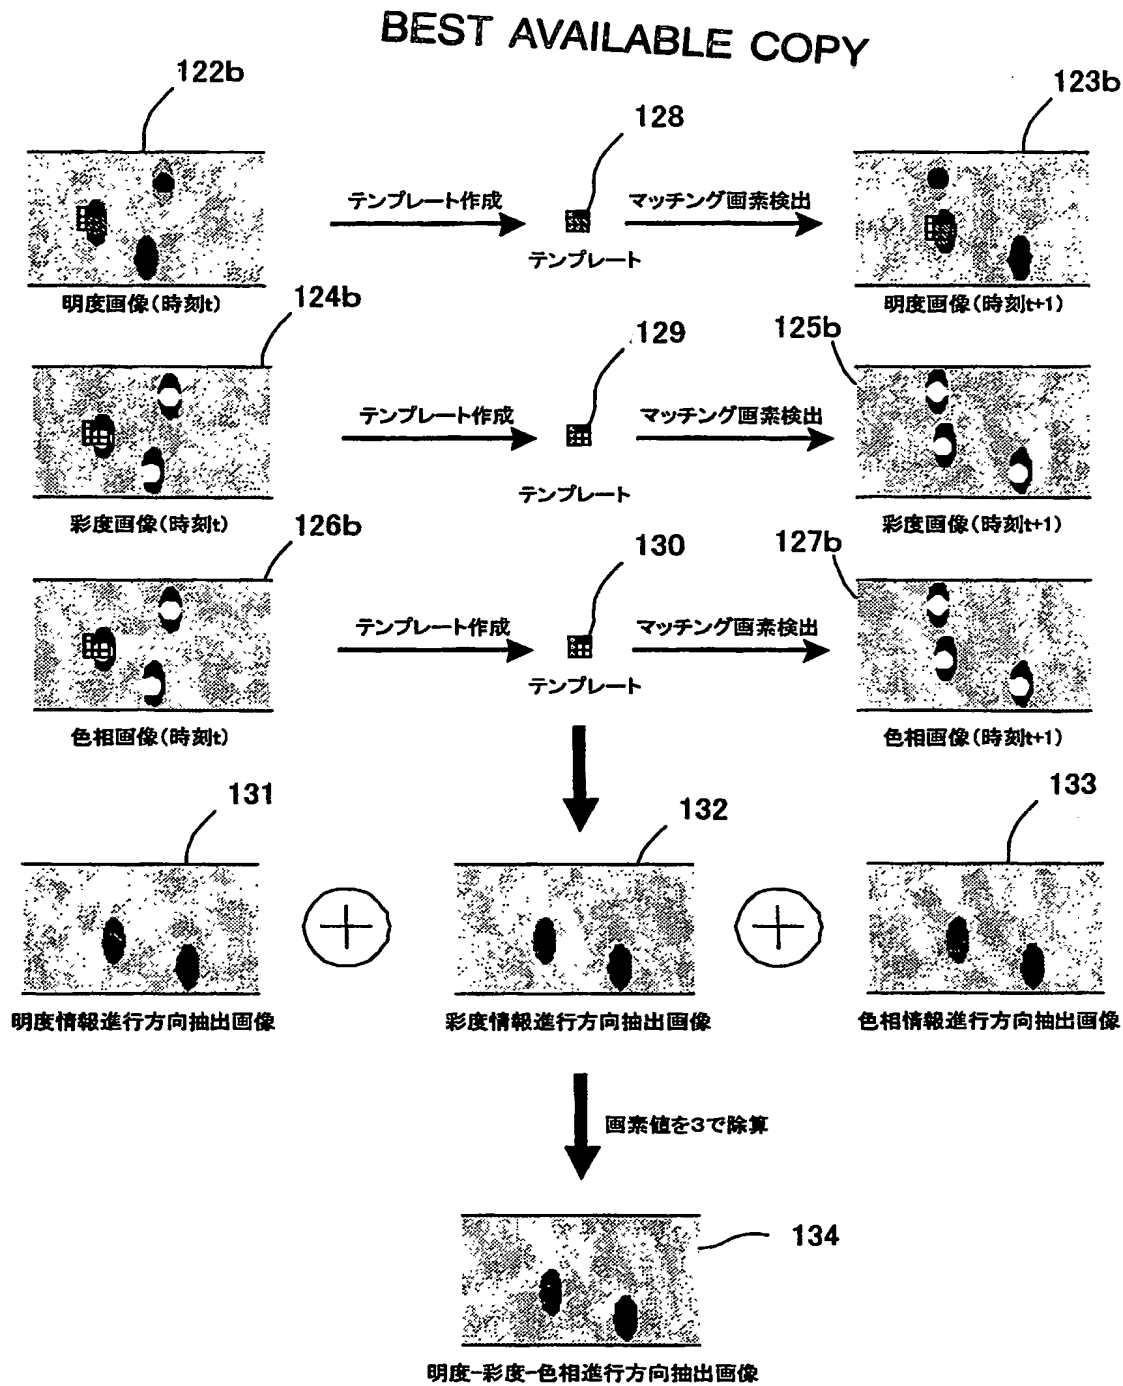 BEST AVAILABLE COPY
122b
128
123b
テンプレート作成
マッチング画素検出
テンプレート
明度画像(時刻t)
明度画像(時刻t+1)
124b
129
125b
テンプレート作成
マッチング画素検出
テンプレート
彩度画像(時刻t)
彩度画像(時刻t+1)
126b
130
127b
テンプレート作成
マッチング画素検出
テンプレート
色相画像(時刻t)
色相画像(時刻t+1)
131
132
133
明度情報進行方向抽出画像
彩度情報進行方向抽出画像
色相情報進行方向抽出画像
画素値を3で除算
134
明度-彩度-色相進行方向抽出画像